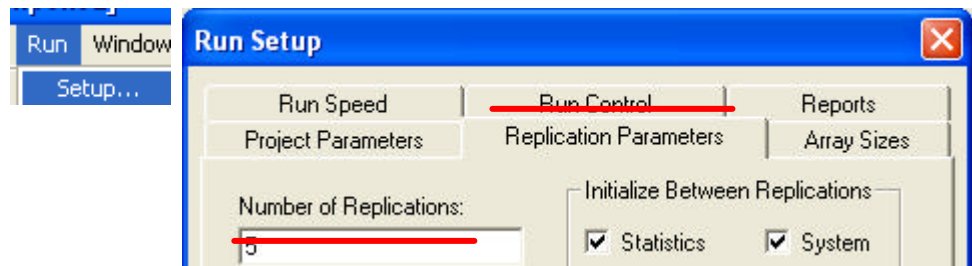 Run Window
Setup...
Run Setup
Run Speed Run Control Reports
Project Parameters Replication Parameters Array Sizes
Number of Replications:
5
Initialize Between Replications
Statistics System